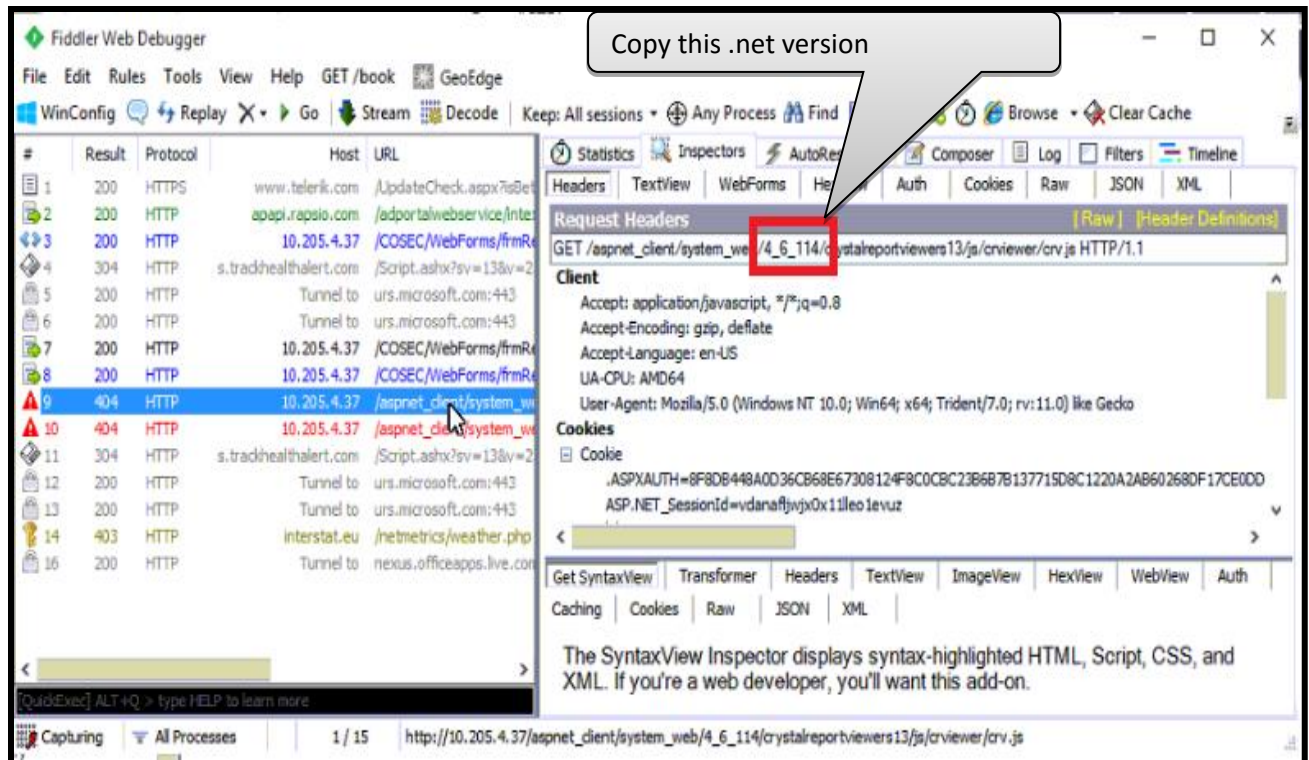 Copy this .net version
Fiddler Web Debugger
File Edit Rules Tools View Help GET /book GeoEdge
WinConfig Replay Go Stream Decode Keep: All sessions Any Process Find Browse Clear Cache
# Result Protocol Host URL
1 200 HTTPS www.telerik.com /UpdateCheck.aspx?isBet
2 200 HTTP apapi.rapsio.com /adportalwebservice/inte
3 200 HTTP 10.205.4.37 /COSEC/WebForms/frmRe
4 304 HTTP s.trackhealthalert.com /Script.ashx?sv=13&v=2
5 200 HTTP Tunnel to urs.microsoft.com:443
6 200 HTTP Tunnel to urs.microsoft.com:443
7 200 HTTP 10.205.4.37 /COSEC/WebForms/frmRe
8 200 HTTP 10.205.4.37 /COSEC/WebForms/frmRe
9 404 HTTP 10.205.4.37 /aspnet_client/system_we
10 404 HTTP 10.205.4.37 /aspnet_client/system_we
11 304 HTTP s.trackhealthalert.com /Script.ashx?sv=13&v=2
12 200 HTTP Tunnel to urs.microsoft.com:443
13 200 HTTP Tunnel to urs.microsoft.com:443
14 403 HTTP interstat.eu /netmetrics/weather.php
16 200 HTTP Tunnel to nexus.officeapps.live.con
[QuickExec] ALT+Q > type HELP to learn more
Statistics Inspectors AutoRes Composer Log Filters Timeline
Headers TextView WebForms Auth Cookies Raw JSON XML
Request Headers [Raw] [Header Definitions]
GET /aspnet_client/system_we /4_6_114/crystalreportviewers13/js/crviewer/crv.js HTTP/1.1
Client
Accept: application/javascript, */*;q=0.8
Accept-Encoding: gzip, deflate
Accept-Language: en-US
UA-CPU: AMD64
User-Agent: Mozilla/5.0 (Windows NT 10.0; Win64; x64; Trident/7.0; rv:11.0) like Gecko
Cookies
Cookie
Get SyntaxView Transformer Headers TextView ImageView HexView WebView Auth
Caching Cookies Raw JSON XML
The SyntaxView Inspector displays syntax-highlighted HTML, Script, CSS, and
XML. If you're a web developer, you'll want this add-on.
Capturing All Processes 1 / 15 http://10.205.4.37/aspnet_client/system_web/4_6_114/crystalreportviewers13/js/crviewer/crv.js